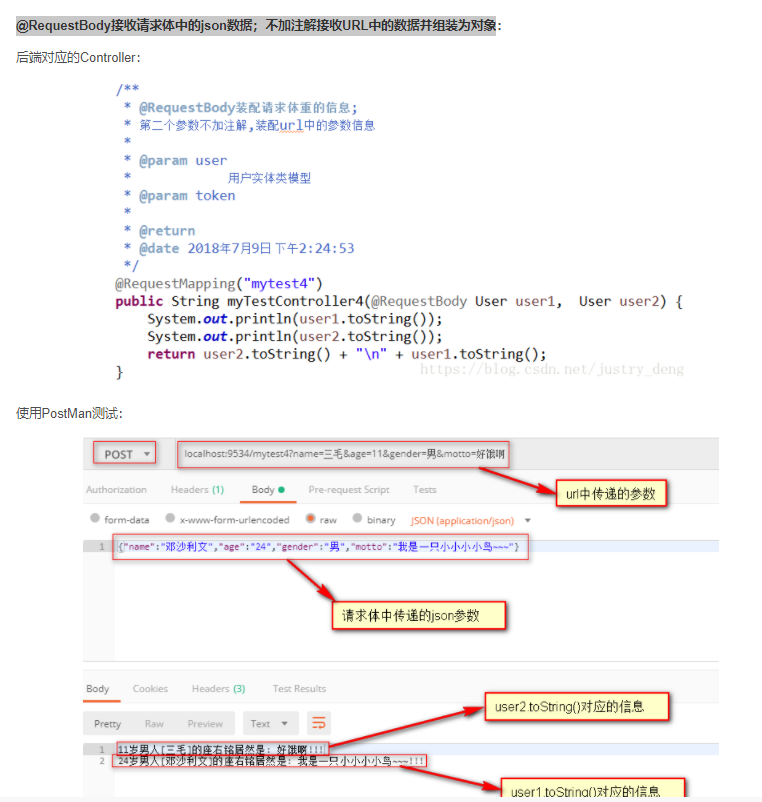 @RequestBody接收请求体中的json数据；不加注解接收URL中的数据并组装为对象：
后端对应的Controller：
/**
* @RequestBody装配请求体重的信息;
* 第二个参数不加注解,装配url中的参数信息
*
* @param user
* 用户实体类模型
* @param token
*
* @return
* @date 2018年7月9日 下午2:24:53
*/
@RequestMapping("mytest4")
public String myTestController4(@RequestBody User user1, User user2) {
System.out.println(user1.toString());
System.out.println(user2.toString());
return user2.toString() + "\n" + user1.toString();
}
https://blog.csdn.net/justry_deng
使用PostMan测试：
POST localhost:9534/mytest4?name=三毛&age=11&gender=男&motto=好饿啊
Authorization Headers (1) Body Pre-request Script Tests
url中传递的参数
form-data x-www-form-urlencoded raw binary JSON (application/json)
1 {"name":"邓沙利文","age":"24","gender":"男","motto":"我是一只小小小小鸟~~~"}
请求体中传递的json参数
Body Cookies Headers (3) Test Results
user2.toString()对应的信息
Pretty Raw Preview Text
1 11岁男人[三毛]的座右铭居然是: 好饿啊!!!
2 24岁男人[邓沙利文]的座右铭居然是: 我是一只小小小小鸟~~~!!!
user1.toString()对应的信息